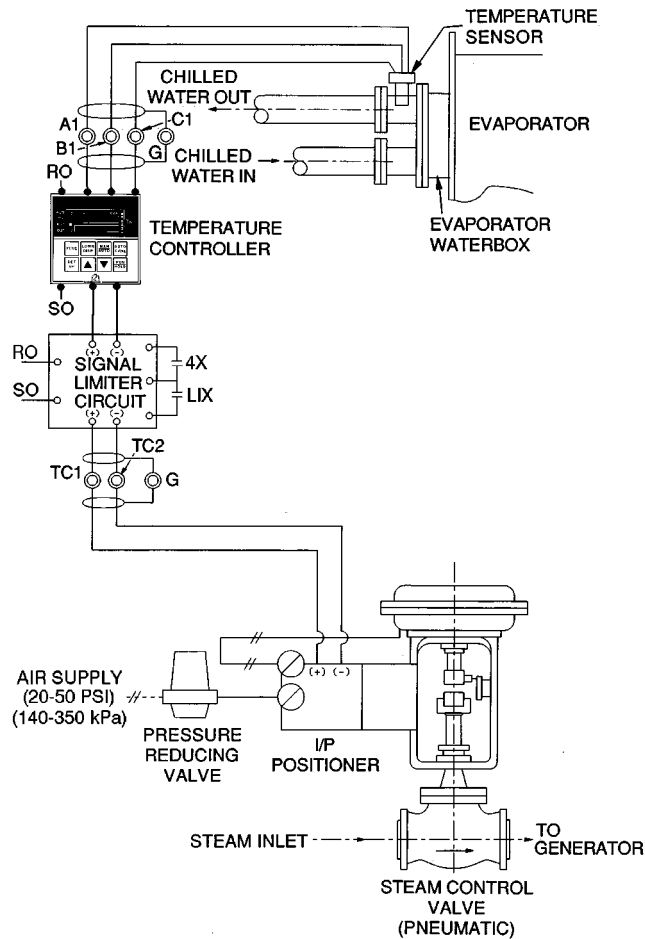 TEMPERATURE
SENSOR
CHILLED
WATER OUT
EVAPORATOR
A1
C1
B1
G
CHILLED
WATER IN
RO
EVAPORATOR
WATERBOX
TEMPERATURE
CONTROLLER
SO
(+) (-)
RO
SIGNAL
LIMITER
CIRCUIT
4X
SO
LIX
(+) (-)
TC2
TC1
G
(+) (-)
AIR SUPPLY
(20-50 PSI)
(140-350 kPa)
PRESSURE
REDUCING
VALVE
I/P
POSITIONER
STEAM INLET
TO
GENERATOR
STEAM CONTROL
VALVE
(PNEUMATIC)